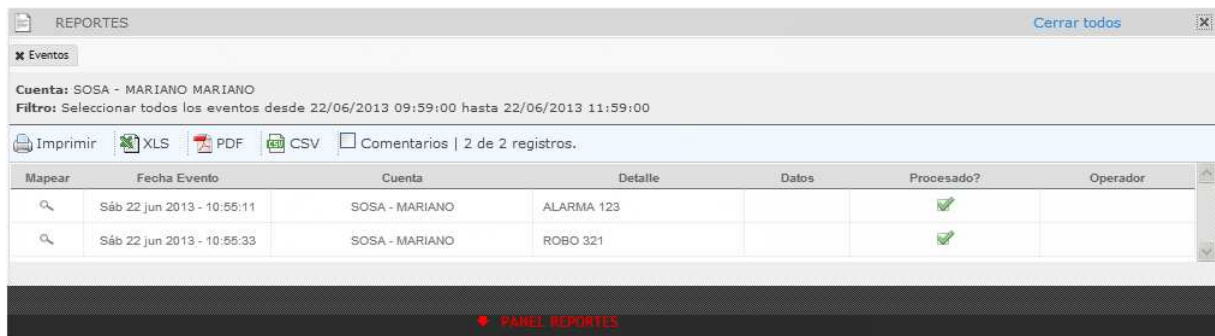 REPORTES Cerrar todos
Eventos
Cuenta: SOSA - MARIANO MARIANO
Filtro: Seleccionar todos los eventos desde 22/06/2013 09:59:00 hasta 22/06/2013 11:59:00
Imprimir XLS PDF CSV Comentarios | 2 de 2 registros.
Mapear Fecha Evento Cuenta Detalle Datos Procesado? Operador
Sáb 22 jun 2013 - 10:55:11 SOSA - MARIANO ALARMA 123
Sáb 22 jun 2013 - 10:55:33 SOSA - MARIANO ROBO 321
PANEL REPORTES